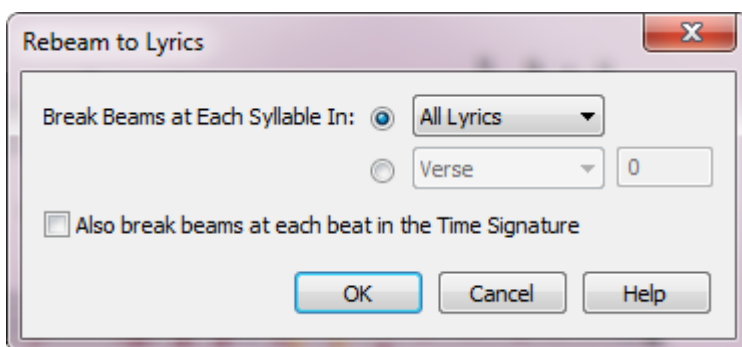 Rebeam to Lyrics
Break Beams at Each Syllable In: All Lyrics
Verse 0
Also break beams at each beat in the Time Signature
OK Cancel Help